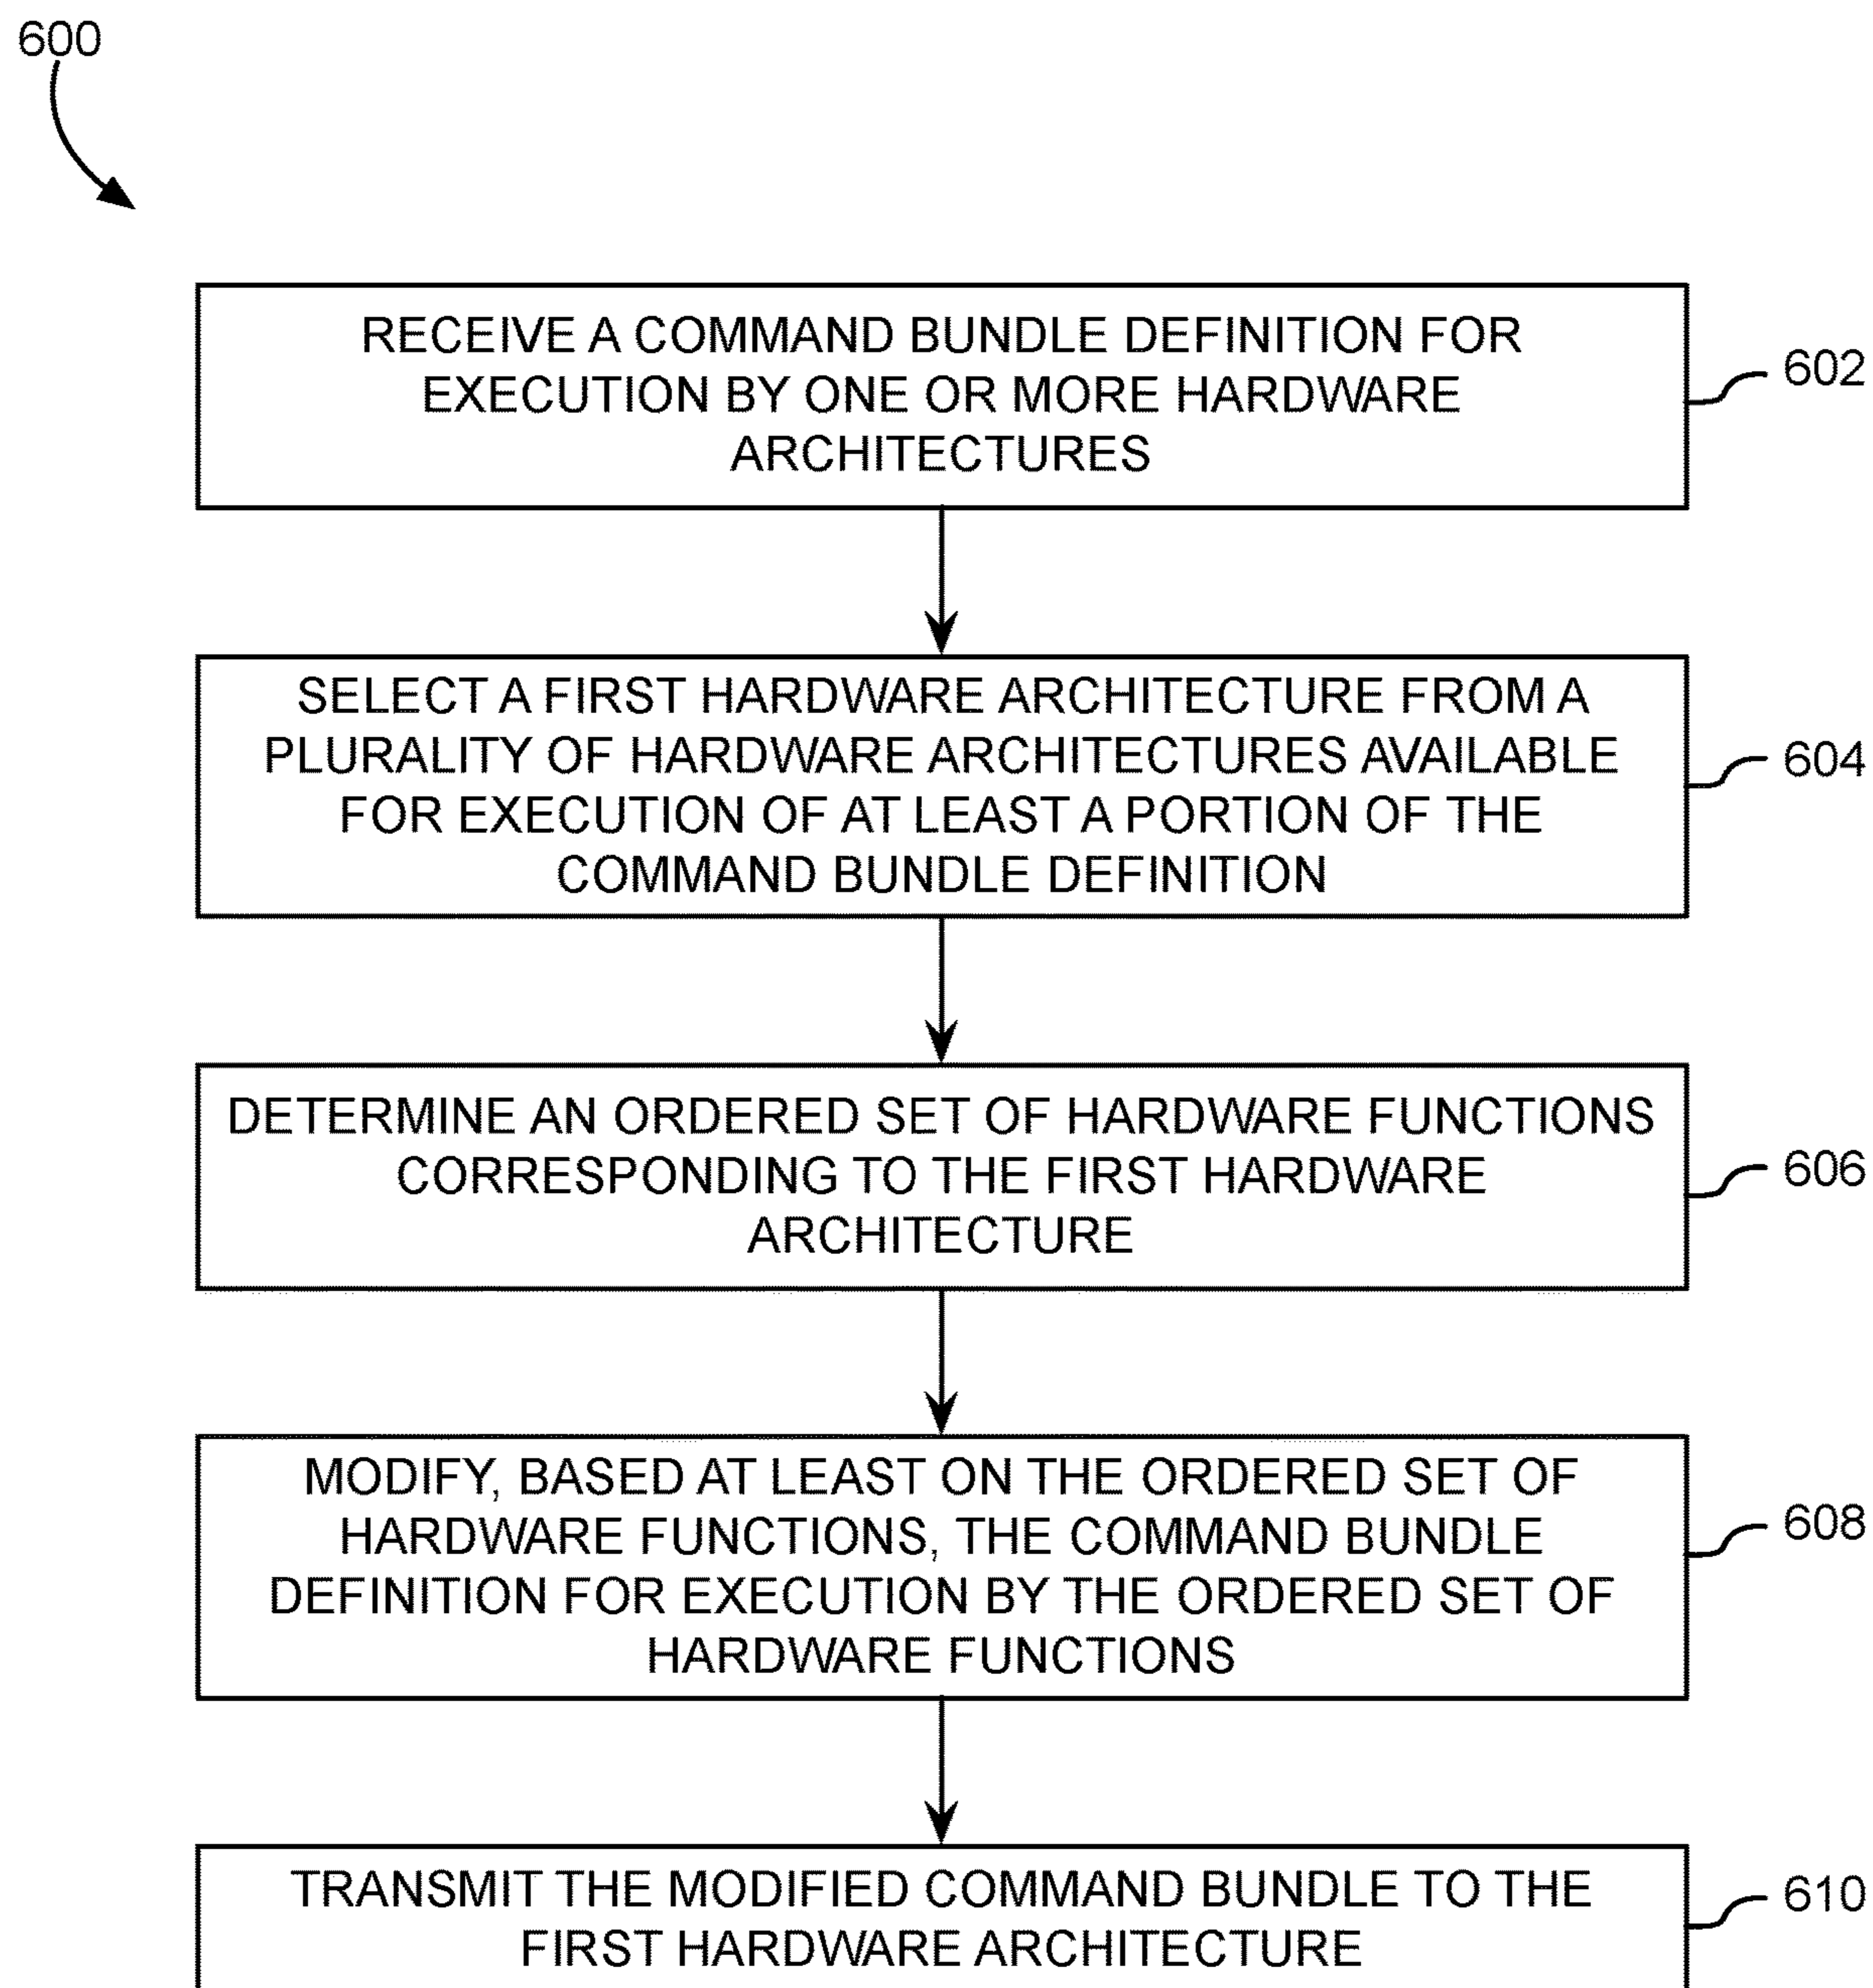 600
RECEIVE A COMMAND BUNDLE DEFINITION FOR
EXECUTION BY ONE OR MORE HARDWARE
ARCHITECTURES
602
SELECT A FIRST HARDWARE ARCHITECTURE FROM A
PLURALITY OF HARDWARE ARCHITECTURES AVAILABLE
FOR EXECUTION OF AT LEAST A PORTION OF THE
COMMAND BUNDLE DEFINITION
604
DETERMINE AN ORDERED SET OF HARDWARE FUNCTIONS
CORRESPONDING TO THE FIRST HARDWARE
ARCHITECTURE
606
MODIFY, BASED AT LEAST ON THE ORDERED SET OF
HARDWARE FUNCTIONS, THE COMMAND BUNDLE
DEFINITION FOR EXECUTION BY THE ORDERED SET OF
HARDWARE FUNCTIONS
608
TRANSMIT THE MODIFIED COMMAND BUNDLE TO THE
FIRST HARDWARE ARCHITECTURE
610